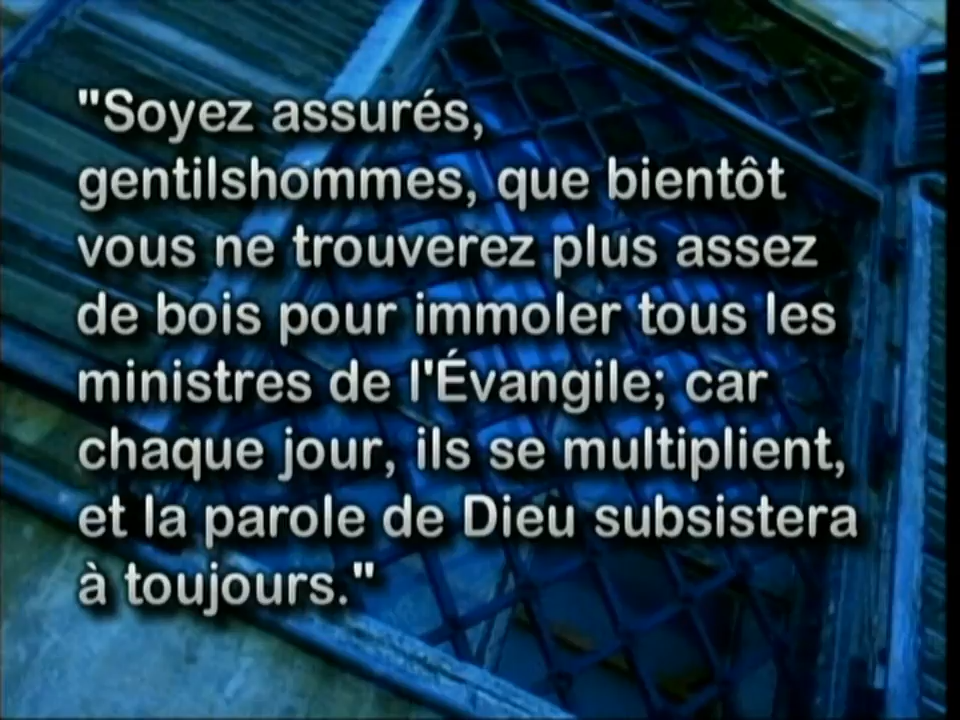 "Soyez assurés,
gentilshommes, que bientôt
vous ne trouverez plus assez
de bois pour immoler tous les
ministres de l'Évangile; car
chaque jour, ils se multiplient,
et la parole de Dieu subsistera
à toujours."